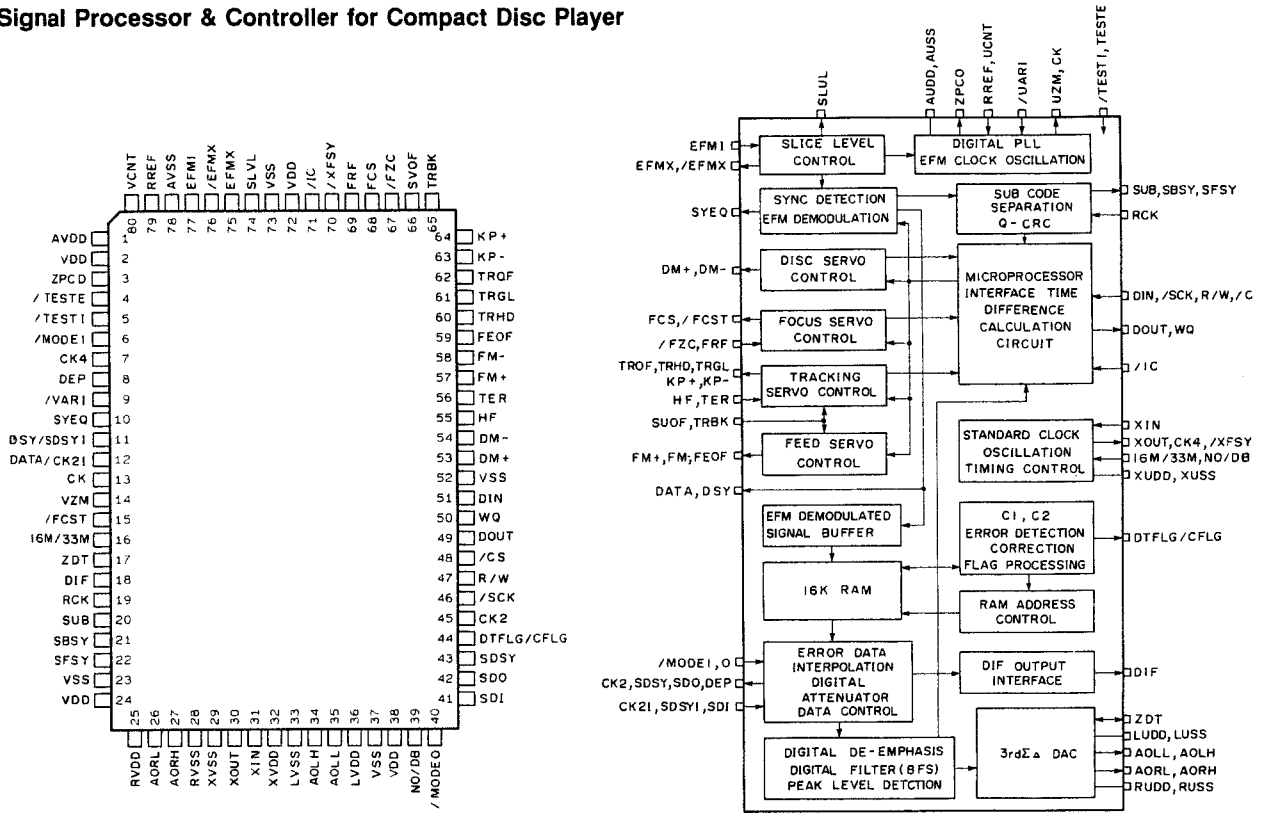 Signal Processor & Controller for Compact Disc Player
VCNT
RREF
AVSS
EFMI
/EFMX
EFMX
SLVL
VSS
VDD
/IC
/XFSY
FRF
FCS
/FZC
SVOF
TRBK
80 79 78 77 76 75 74 73 72 71 70 69 68 67 66 65
AVDD 1
VDD 2
ZPCD 3
/TESTE 4
/TESTI 5
/MODEI 6
CK4 7
DEP 8
/VARI 9
SYEQ 10
DSY/SDSYI 11
DATA/CK2I 12
CK 13
VZM 14
/FCST 15
16M/33M 16
ZDT 17
DIF 18
RCK 19
SUB 20
SBSY 21
SFSY 22
VSS 23
VDD 24
64 KP+
63 KP-
62 TROF
61 TRGL
60 TRHD
59 FEOF
58 FM-
57 FM+
56 TER
55 HF
54 DM-
53 DM+
52 VSS
51 DIN
50 WQ
49 DOUT
48 /CS
47 R/W
46 /SCK
45 CK2
44 DTFLG/CFLG
43 SDSY
42 SDO
41 SDI
25 26 27 28 29 30 31 32 33 34 35 36 37 38 39 40
RVDD
AORL
AORH
RVSS
XVSS
XOUT
XIN
XVDD
LVSS
AOLH
AOLL
LVDD
VSS
VDD
NO/DB
/MODEO
SLUL
AUDD, AUSS
ZPCO
RREF, UCNT
/UARI
UZM, CK
/TESTI, TESTE
EFMI
EFMX, /EFMX
SLICE LEVEL
CONTROL
DIGITAL PLL
EFM CLOCK OSCILLATION
SYEQ
SYNC DETECTION
EFM DEMODULATION
SUB CODE
SEPARATION
Q-CRC
SUB, SBSY, SFSY
RCK
DM+, DM-
DISC SERVO
CONTROL
MICROPROCESSOR
INTERFACE TIME
DIFFERENCE
CALCULATION
CIRCUIT
DIN, /SCK, R/W, /C
DOUT, WQ
/IC
FCS, /FCST
/FZC, FRF
FOCUS SERVO
CONTROL
TROF, TRHD, TRGL
KP+, KP-
HF, TER
TRACKING
SERVO CONTROL
SUOF, TRBK
FM+, FM-, FEOF
FEED SERVO
CONTROL
STANDARD CLOCK
OSCILLATION
TIMING CONTROL
XIN
XOUT, CK4, /XFSY
16M/33M, NO/DB
XUDD, XUSS
DATA, DSY
EFM DEMODULATED
SIGNAL BUFFER
C1, C2
ERROR DETECTION
CORRECTION
FLAG PROCESSING
DTFLG/CFLG
16K RAM
RAM ADDRESS
CONTROL
/MODEI, O
CK2, SDSY, SDO, DEP
CK2I, SDSYI, SDI
ERROR DATA
INTERPOLATION
DIGITAL
ATTENUATOR
DATA CONTROL
DIF OUTPUT
INTERFACE
DIF
DIGITAL DE-EMPHASIS
DIGITAL FILTER (8FS)
PEAK LEVEL DETCTION
3rdΣΔ DAC
ZDT
LUDD, LUSS
AOLL, AOLH
AORL, AORH
RUDD, RUSS